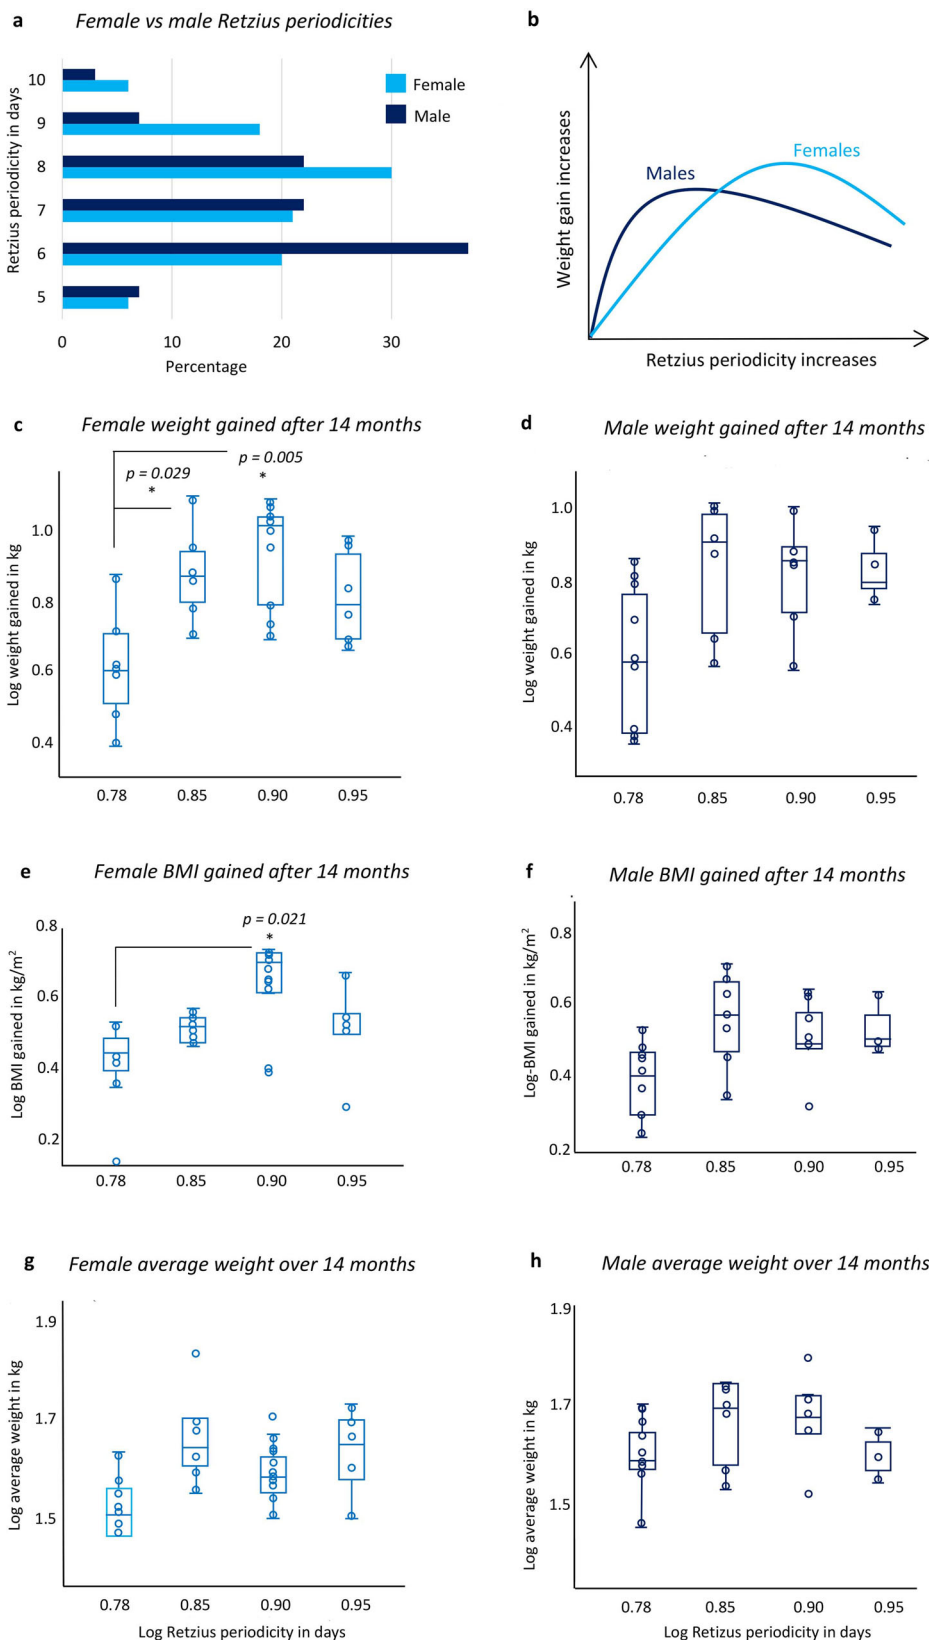 a Female vs male Retzius periodicities
Retzius periodicity in days
10
9
8
7
6
5
0 10 20 30
Percentage
Female
Male
b
Weight gain increases
Males
Females
Retzius periodicity increases
c Female weight gained after 14 months
p = 0.005
*
p = 0.029
*
Log weight gained in kg
1.0
0.8
0.6
0.4
0.78 0.85 0.90 0.95
d Male weight gained after 14 months
Log weight gained in kg
1.0
0.8
0.6
0.4
0.78 0.85 0.90 0.95
e Female BMI gained after 14 months
p = 0.021
*
Log BMI gained in kg/m²
0.8
0.6
0.4
0.2
0.78 0.85 0.90 0.95
f Male BMI gained after 14 months
Log-BMI gained in kg/m²
0.8
0.6
0.4
0.2
0.78 0.85 0.90 0.95
g Female average weight over 14 months
Log average weight in kg
1.9
1.7
1.5
0.78 0.85 0.90 0.95
Log Retzius periodicity in days
h Male average weight over 14 months
Log average weight in kg
1.9
1.7
1.5
0.78 0.85 0.90 0.95
Log Retzius periodicity in days